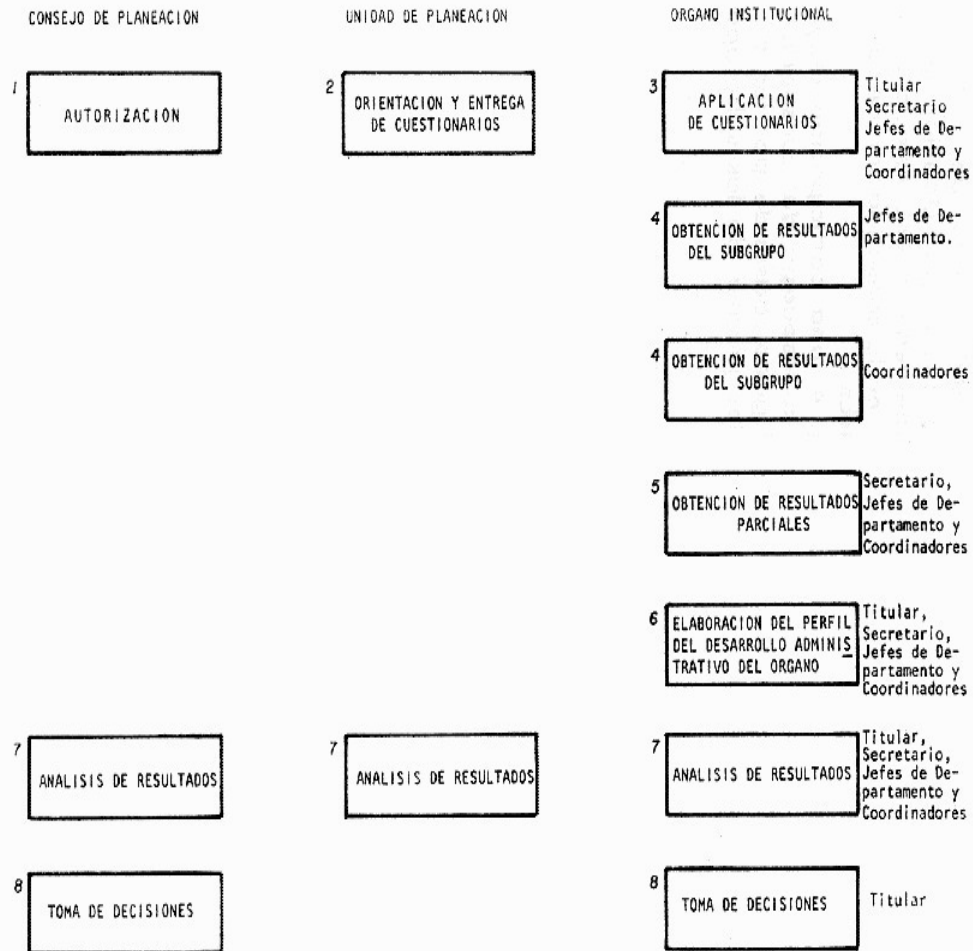 CONSEJO DE PLANEACION
UNIDAD DE PLANEACION
ORGANO INSTITUCIONAL
1
AUTORIZACION
2
ORIENTACION Y ENTREGA
DE CUESTIONARIOS
3
APLICACION
DE CUESTIONARIOS
Titular
Secretario
Jefes de De-
partamento y
Coordinadores
4
OBTENCION DE RESULTADOS
DEL SUBGRUPO
Jefes de De-
partamento.
4
OBTENCION DE RESULTADOS
DEL SUBGRUPO
Coordinadores
5
OBTENCION DE RESULTADOS
PARCIALES
Secretario,
Jefes de De-
partamento y
Coordinadores
6
ELABORACION DEL PERFIL
DEL DESARROLLO ADMINIS
TRATIVO DEL ORGANO
Titular,
Secretario,
Jefes de De-
partamento y
Coordinadores
7
ANALISIS DE RESULTADOS
7
ANALISIS DE RESULTADOS
7
ANALISIS DE RESULTADOS
Titular,
Secretario,
Jefes de De-
partamento y
Coordinadores
8
TOMA DE DECISIONES
8
TOMA DE DECISIONES
Titular